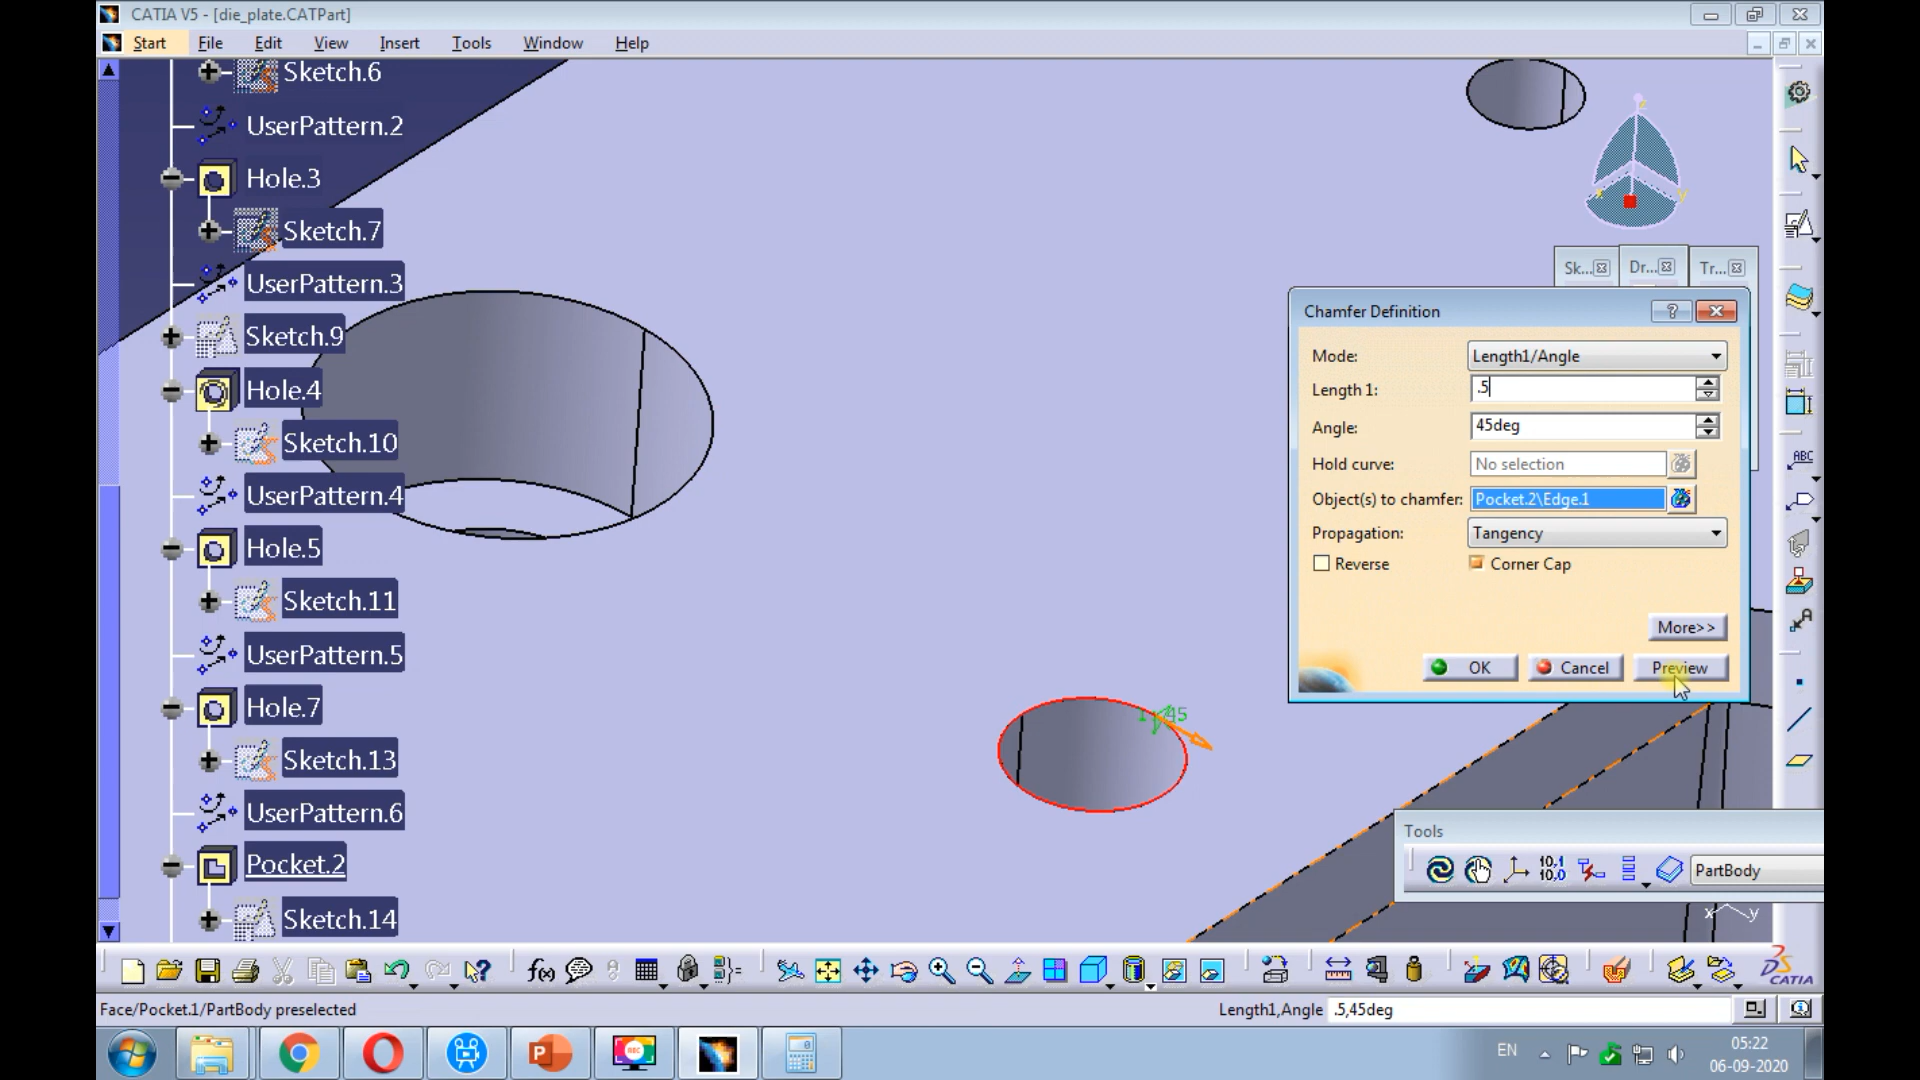 CATIA V5 - [die_plate.CATPart]
Start File Edit View Insert Tools Window Help
Sketch.6
UserPattern.2
Hole.3
Sketch.7
UserPattern.3
Sketch.9
Hole.4
Sketch.10
UserPattern.4
Hole.5
Sketch.11
UserPattern.5
Hole.7
Sketch.13
UserPattern.6
Pocket.2
Sketch.14
z
x y
Sk... Dr... Tr...
Chamfer Definition
Mode: Length1/Angle
Length 1: .5
Angle: 45deg
Hold curve: No selection
Object(s) to chamfer: Pocket.2\Edge.1
Propagation: Tangency
Reverse Corner Cap
More>>
OK Cancel Preview
ABC
Tools
10,1
10,0
PartBody
x y
f(x)
CATIA
Face/Pocket.1/PartBody preselected
Length1,Angle .5,45deg
EN
05:22
06-09-2020